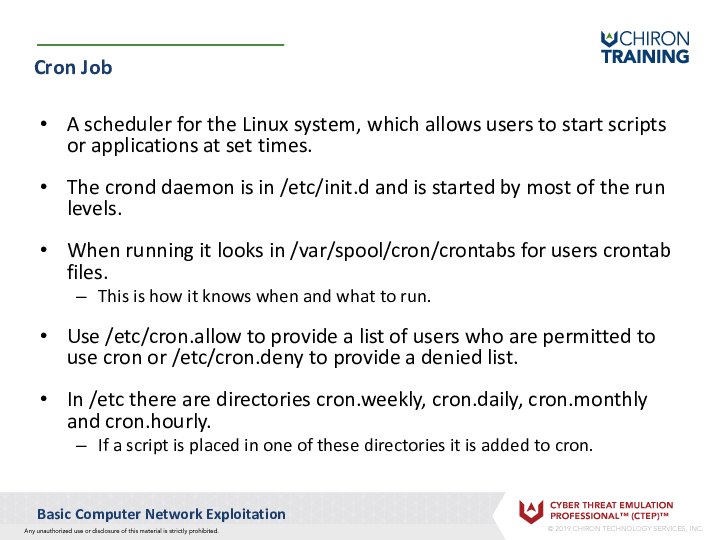 CHIRON
TRAINING
Cron Job
• A scheduler for the Linux system, which allows users to start scripts
or applications at set times.
• The crond daemon is in /etc/init.d and is started by most of the run
levels.
• When running it looks in /var/spool/cron/crontabs for users crontab
files.
– This is how it knows when and what to run.
• Use /etc/cron.allow to provide a list of users who are permitted to
use cron or /etc/cron.deny to provide a denied list.
• In /etc there are directories cron.weekly, cron.daily, cron.monthly
and cron.hourly.
– If a script is placed in one of these directories it is added to cron.
Basic Computer Network Exploitation
Any unauthorized use or disclosure of this material is strictly prohibited.
CYBER THREAT EMULATION
PROFESSIONAL™ (CTEP)™
© 2019 CHIRON TECHNOLOGY SERVICES, INC.